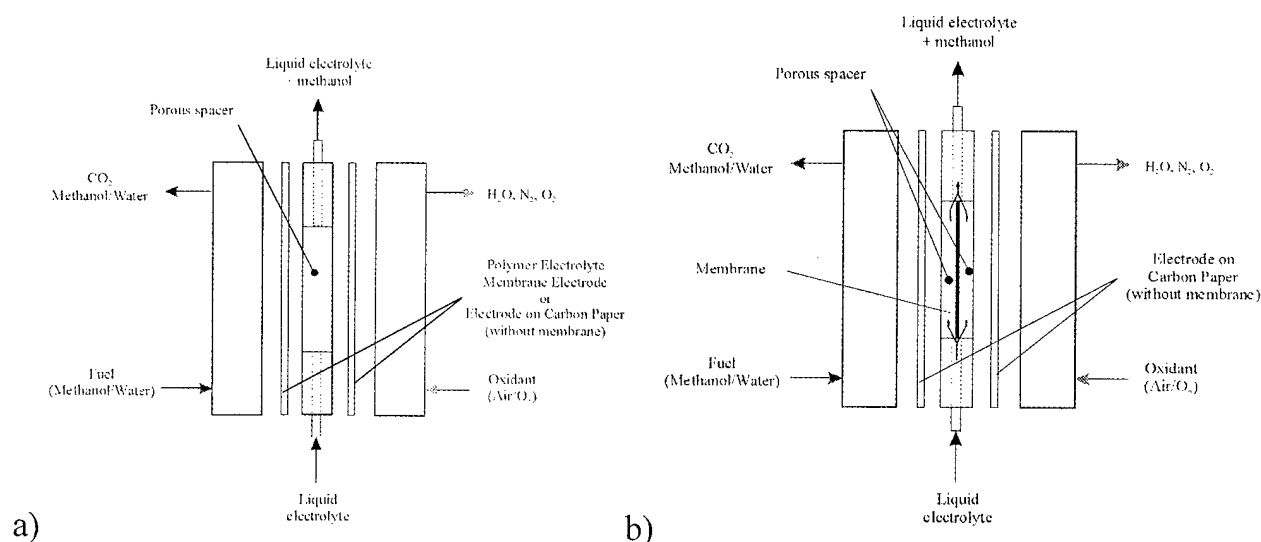 Liquid electrolyte
+ methanol
Porous spacer
CO₂
Methanol/Water
H₂O, N₂, O₂
Polymer Electrolyte
Membrane Electrode
or
Electrode on Carbon Paper
(without membrane)
Fuel
(Methanol/Water)
Oxidant
(Air/O₂)
Liquid
electrolyte
a)
Liquid electrolyte
+ methanol
Porous spacer
CO₂
Methanol/Water
H₂O, N₂, O₂
Membrane
Electrode on
Carbon Paper
(without membrane)
Fuel
(Methanol/Water)
Oxidant
(Air/O₂)
Liquid
electrolyte
b)